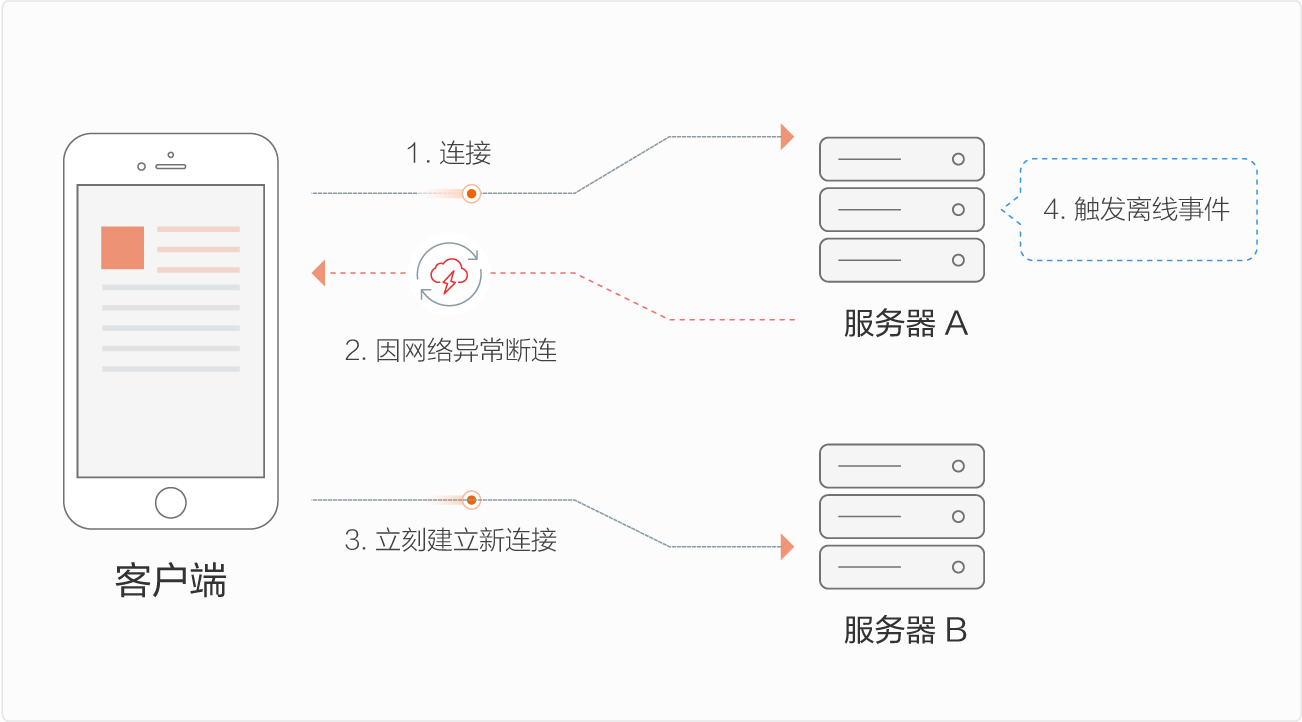 1. 连接
4. 触发离线事件
服务器 A
2. 因网络异常断连
3. 立刻建立新连接
客户端
服务器 B